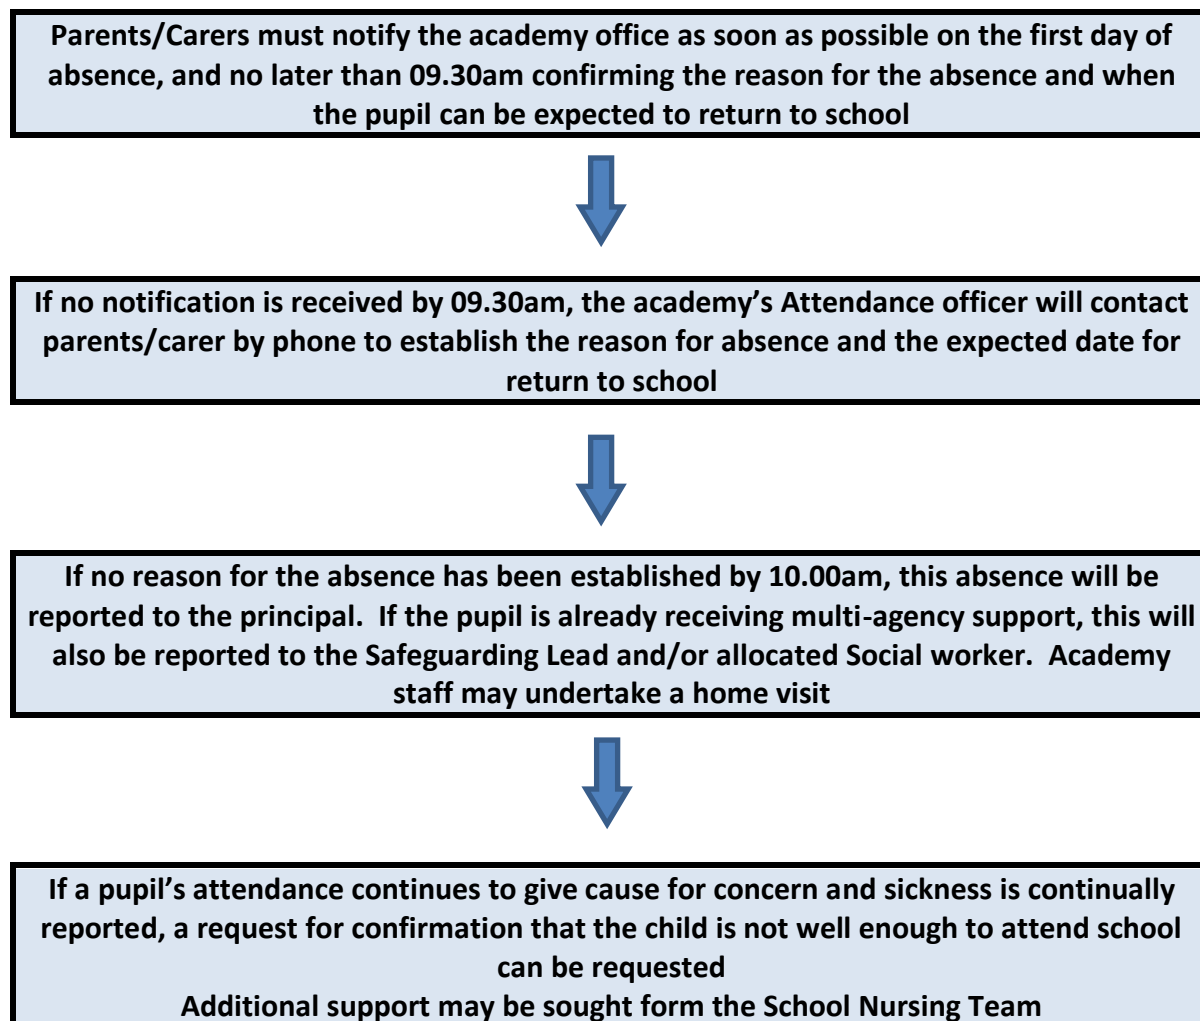 Parents/Carers must notify the academy office as soon as possible on the first day of
absence, and no later than 09.30am confirming the reason for the absence and when
the pupil can be expected to return to school
If no notification is received by 09.30am, the academy’s Attendance officer will contact
parents/carer by phone to establish the reason for absence and the expected date for
return to school
If no reason for the absence has been established by 10.00am, this absence will be
reported to the principal.  If the pupil is already receiving multi-agency support, this will
also be reported to the Safeguarding Lead and/or allocated Social worker.  Academy
staff may undertake a home visit
If a pupil’s attendance continues to give cause for concern and sickness is continually
reported, a request for confirmation that the child is not well enough to attend school
can be requested
Additional support may be sought form the School Nursing Team